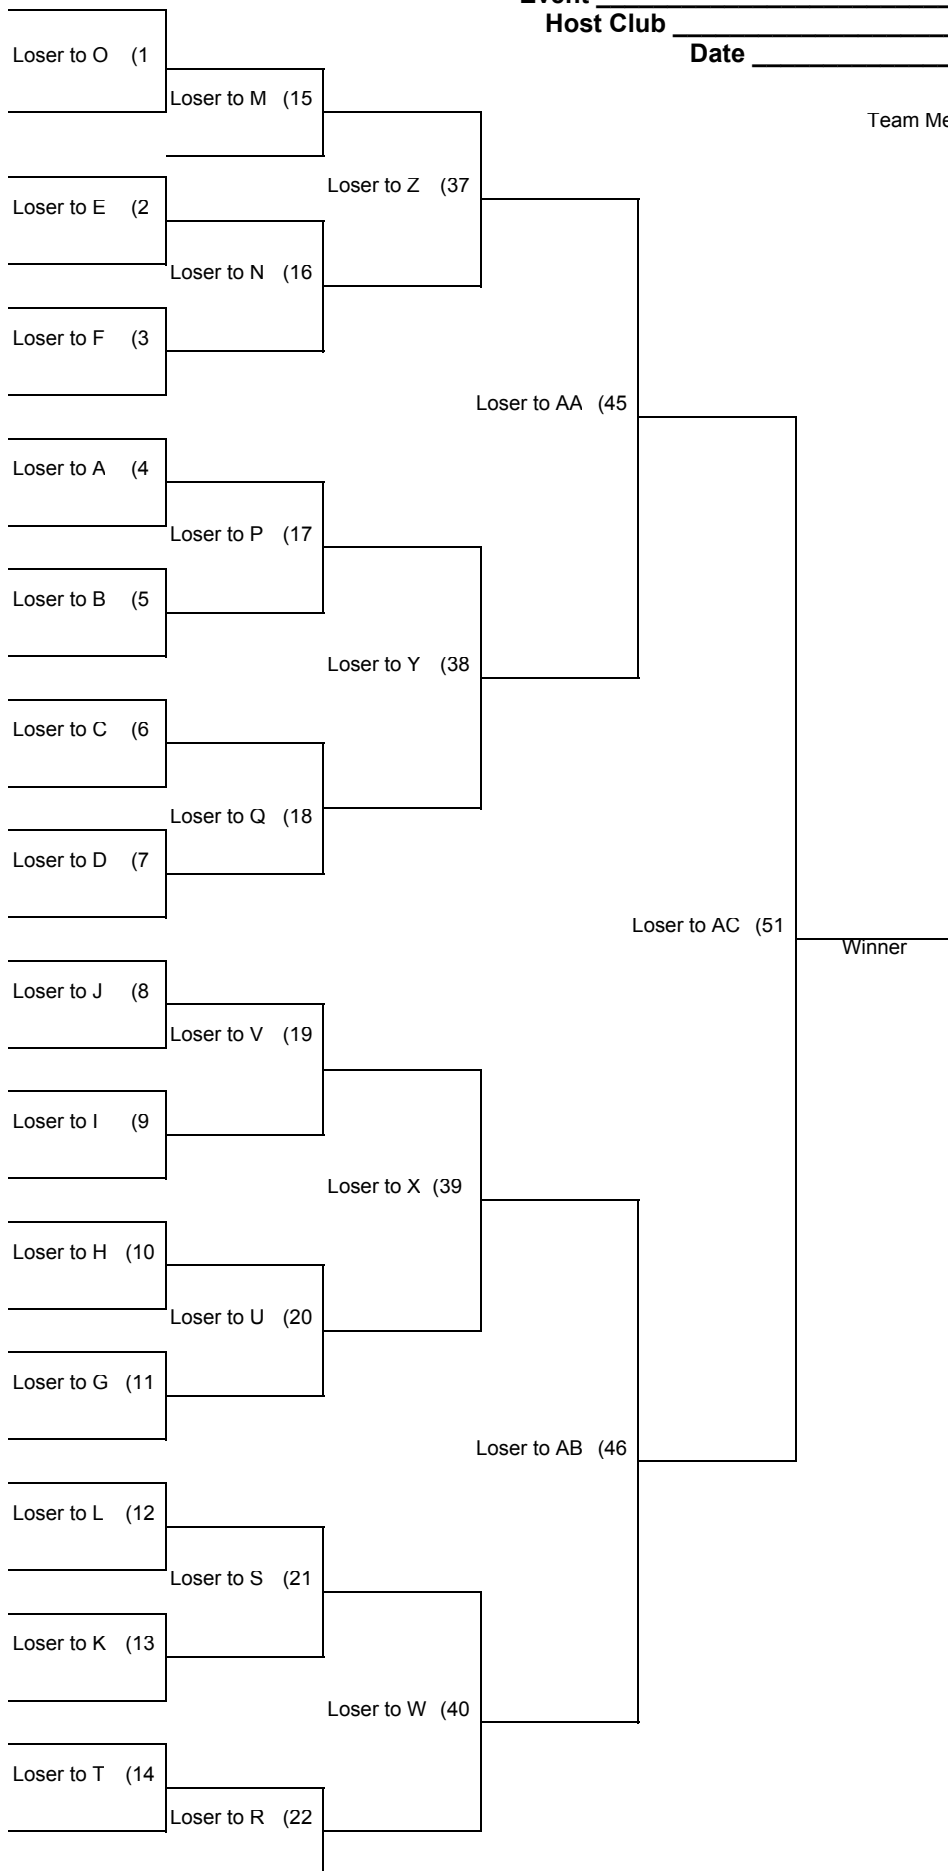 Event
Host Club
Date
Team Me
Loser to O (1
Loser to M (15
Loser to Z (37
Loser to E (2
Loser to N (16
Loser to F (3
Loser to AA (45
Loser to A (4
Loser to P (17
Loser to B (5
Loser to Y (38
Loser to C (6
Loser to Q (18
Loser to D (7
Loser to AC (51
Winner
Loser to J (8
Loser to V (19
Loser to I (9
Loser to X (39
Loser to H (10
Loser to U (20
Loser to G (11
Loser to AB (46
Loser to L (12
Loser to S (21
Loser to K (13
Loser to W (40
Loser to T (14
Loser to R (22